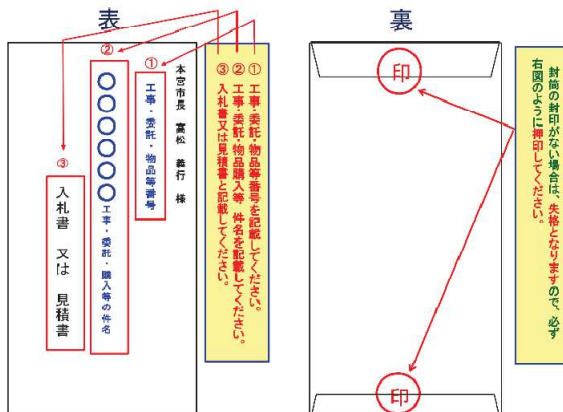 表
本宮市長 高松 義行 様
①
工事・委託・物品等番号
②
○○○○○○工事・委託・購入等の件名
③
入札書 又は 見積書
① 工事・委託・物品等番号を記載してください。
② 工事・委託・物品購入等 件名を記載してください。
③ 入札書又は見積書と記載してください。
裏
印
印
封筒の封印がない場合は、失格となりますので、必ず
右図のように押印してください。